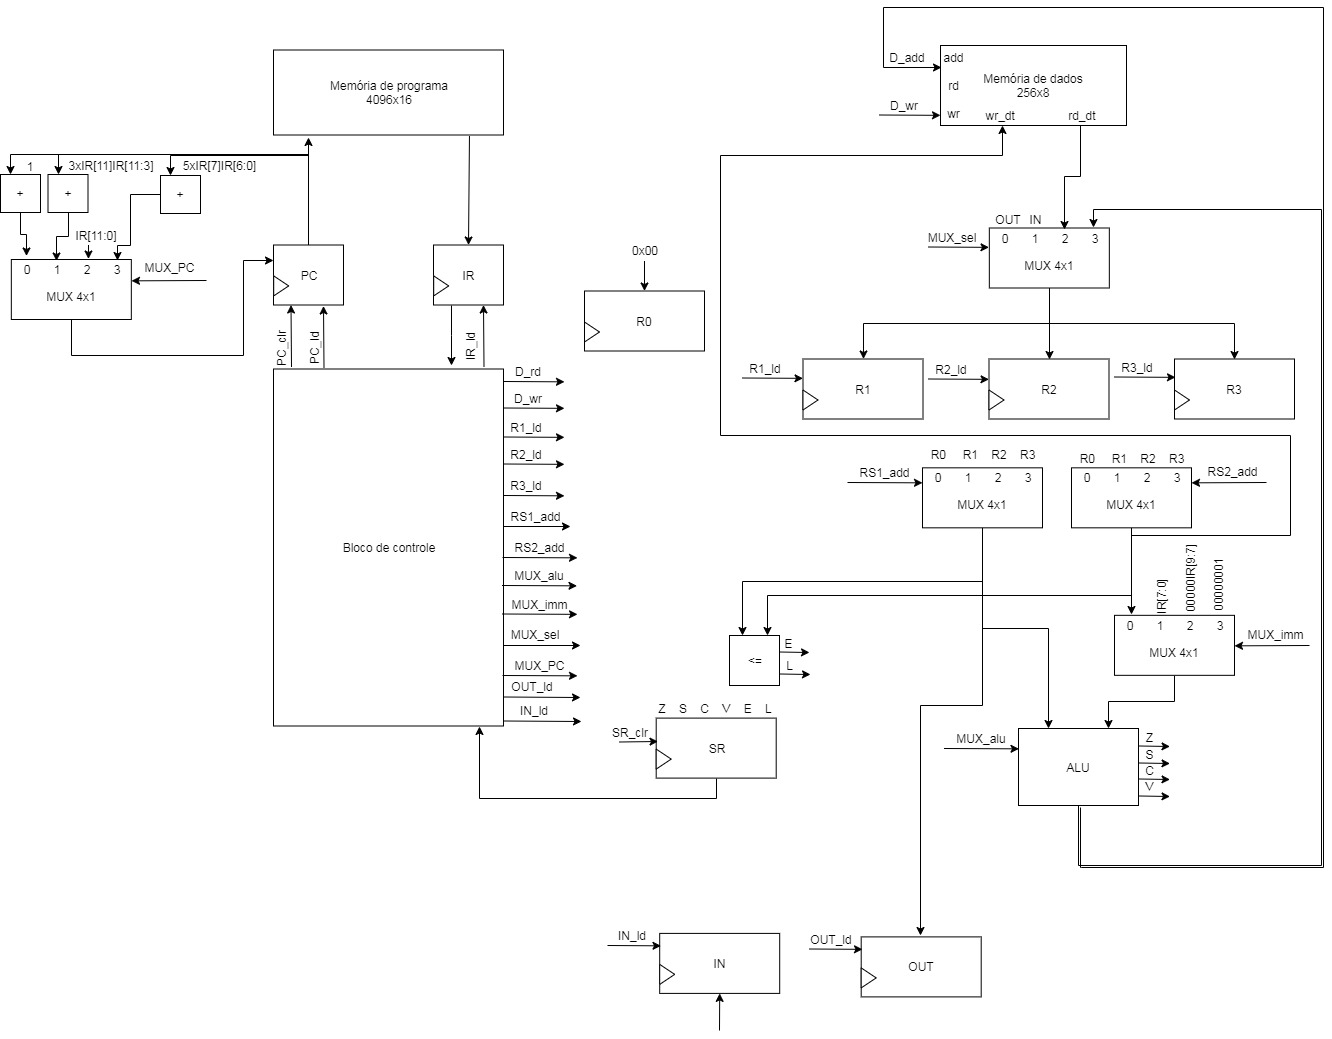 D_add
add
Memória de dados
256x8
rd
D_wr
wr
wr_dt
rd_dt
Memória de programa
4096x16
1
3xIR[11]IR[11:3]
5xIR[7]IR[6:0]
+
+
+
IR[11:0]
0
1
2
3
MUX 4x1
MUX_PC
PC
IR
PC_clr
PC_ld
IR_ld
0x00
R0
OUT
IN
MUX_sel
0
1
2
3
MUX 4x1
R1_ld
R1
R2_ld
R2
R3_ld
R3
Bloco de controle
D_rd
D_wr
R1_ld
R2_ld
R3_ld
RS1_add
RS2_add
MUX_alu
MUX_imm
MUX_sel
MUX_PC
OUT_ld
IN_ld
R0
R1
R2
R3
RS1_add
0
1
2
3
MUX 4x1
R0
R1
R2
R3
RS2_add
0
1
2
3
MUX 4x1
IR[7:0]
00000IR[9:7]
00000001
0
1
2
3
MUX 4x1
MUX_imm
<=
E
L
Z
S
C
V
E
L
SR_clr
SR
MUX_alu
ALU
Z
S
C
V
IN_ld
IN
OUT_ld
OUT